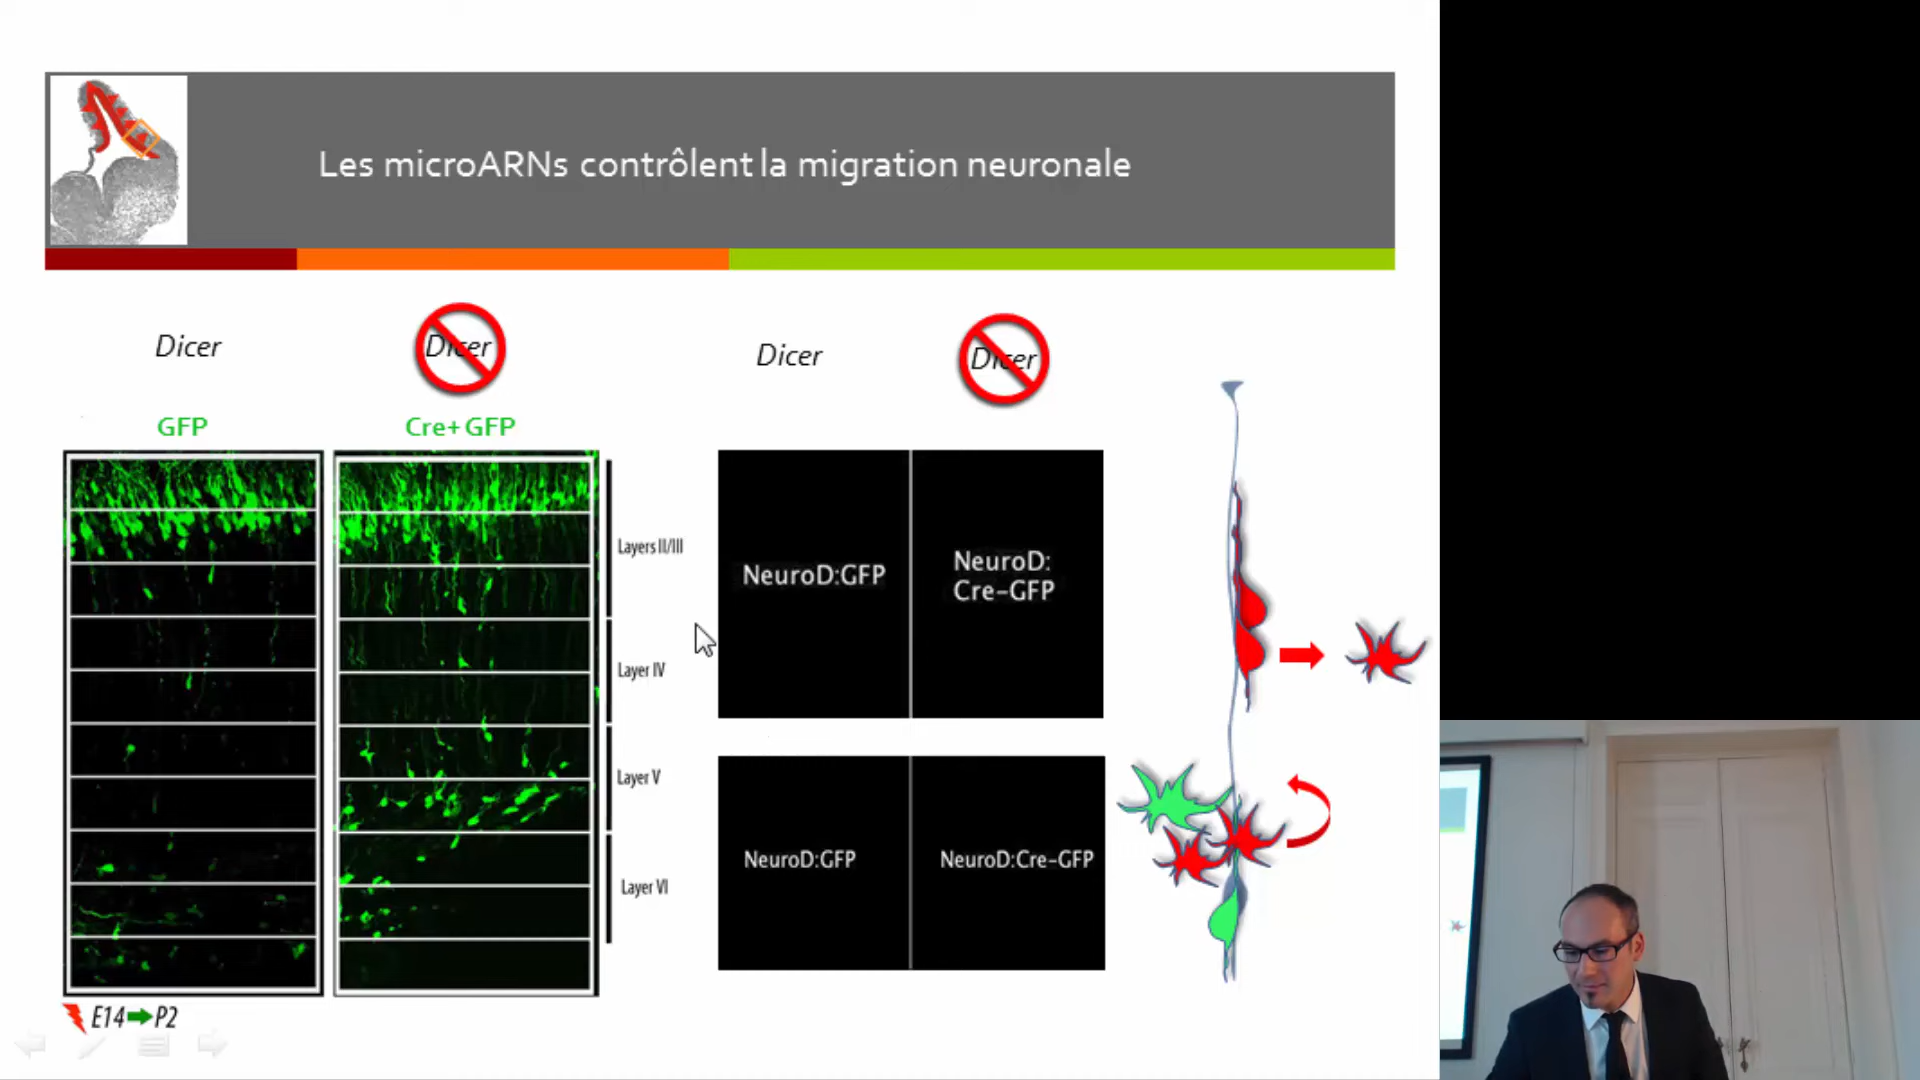 Les microARNs contrôlent la migration neuronale
Dicer
Dicer
Dicer
Dicer
GFP
Cre+ GFP
Layers II/III
Layer IV
Layer V
Layer VI
NeuroD:GFP
NeuroD:
Cre-GFP
NeuroD:GFP
NeuroD:Cre-GFP
E14 P2